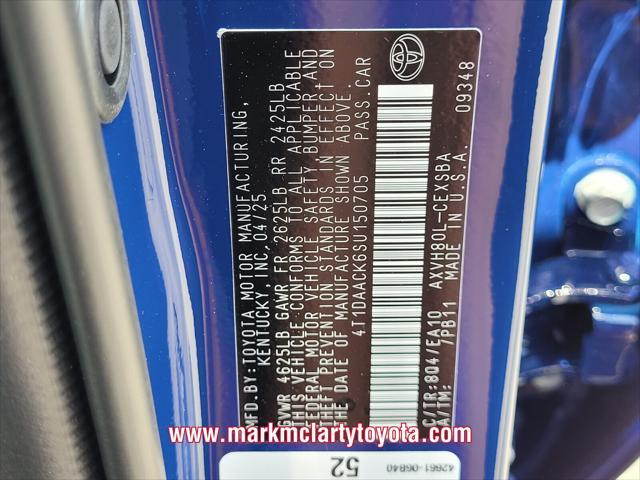 MFD.BY:TOYOTA MOTOR MANUFACTURING,
KENTUCKY, INC. 04/25
GVWR 4625LB GAWR FR 2625LB RR 2425LB
THIS VEHICLE CONFORMS TO ALL APPLICABLE
FEDERAL MOTOR VEHICLE SAFETY, BUMPER AND
THEFT PREVENTION STANDARDS IN EFFECT ON
THE DATE OF MANUFACTURE SHOWN ABOVE.
4T1DAACK6SU150705 PASS.CAR
C/TR:804/EA10 AXVH80L-CEXSBA
A/TM: /PB11 MADE IN U.S.A. 09348
52 42661-06B40
www.markmclartytoyota.com